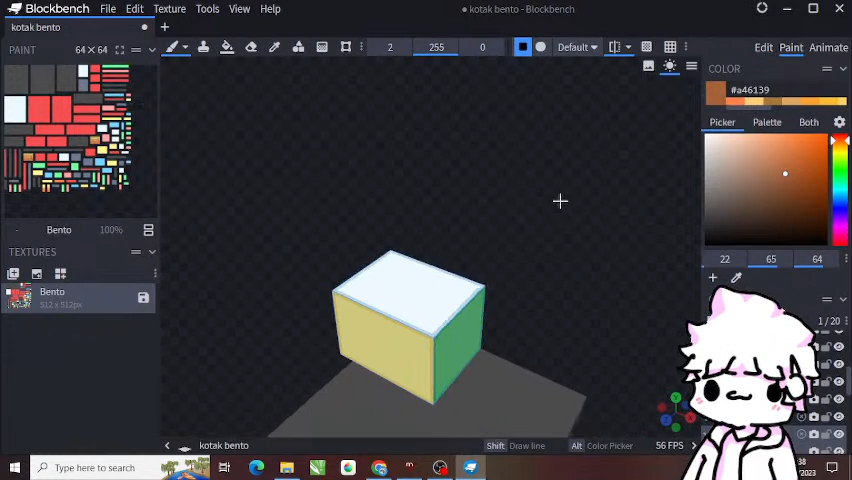 Blockbench File Edit Texture Tools View Help
kotak bento - Blockbench
kotak bento
PAINT 64 × 64
2 255 0 Default
Edit Paint Animate
COLOR
#a46139
Picker Palette Both
22 65 64
- Bento 100%
TEXTURES
Bento
512 x 512px
1 / 20
kotak bento
Shift Draw line Alt Color Picker 56 FPS
Type here to search